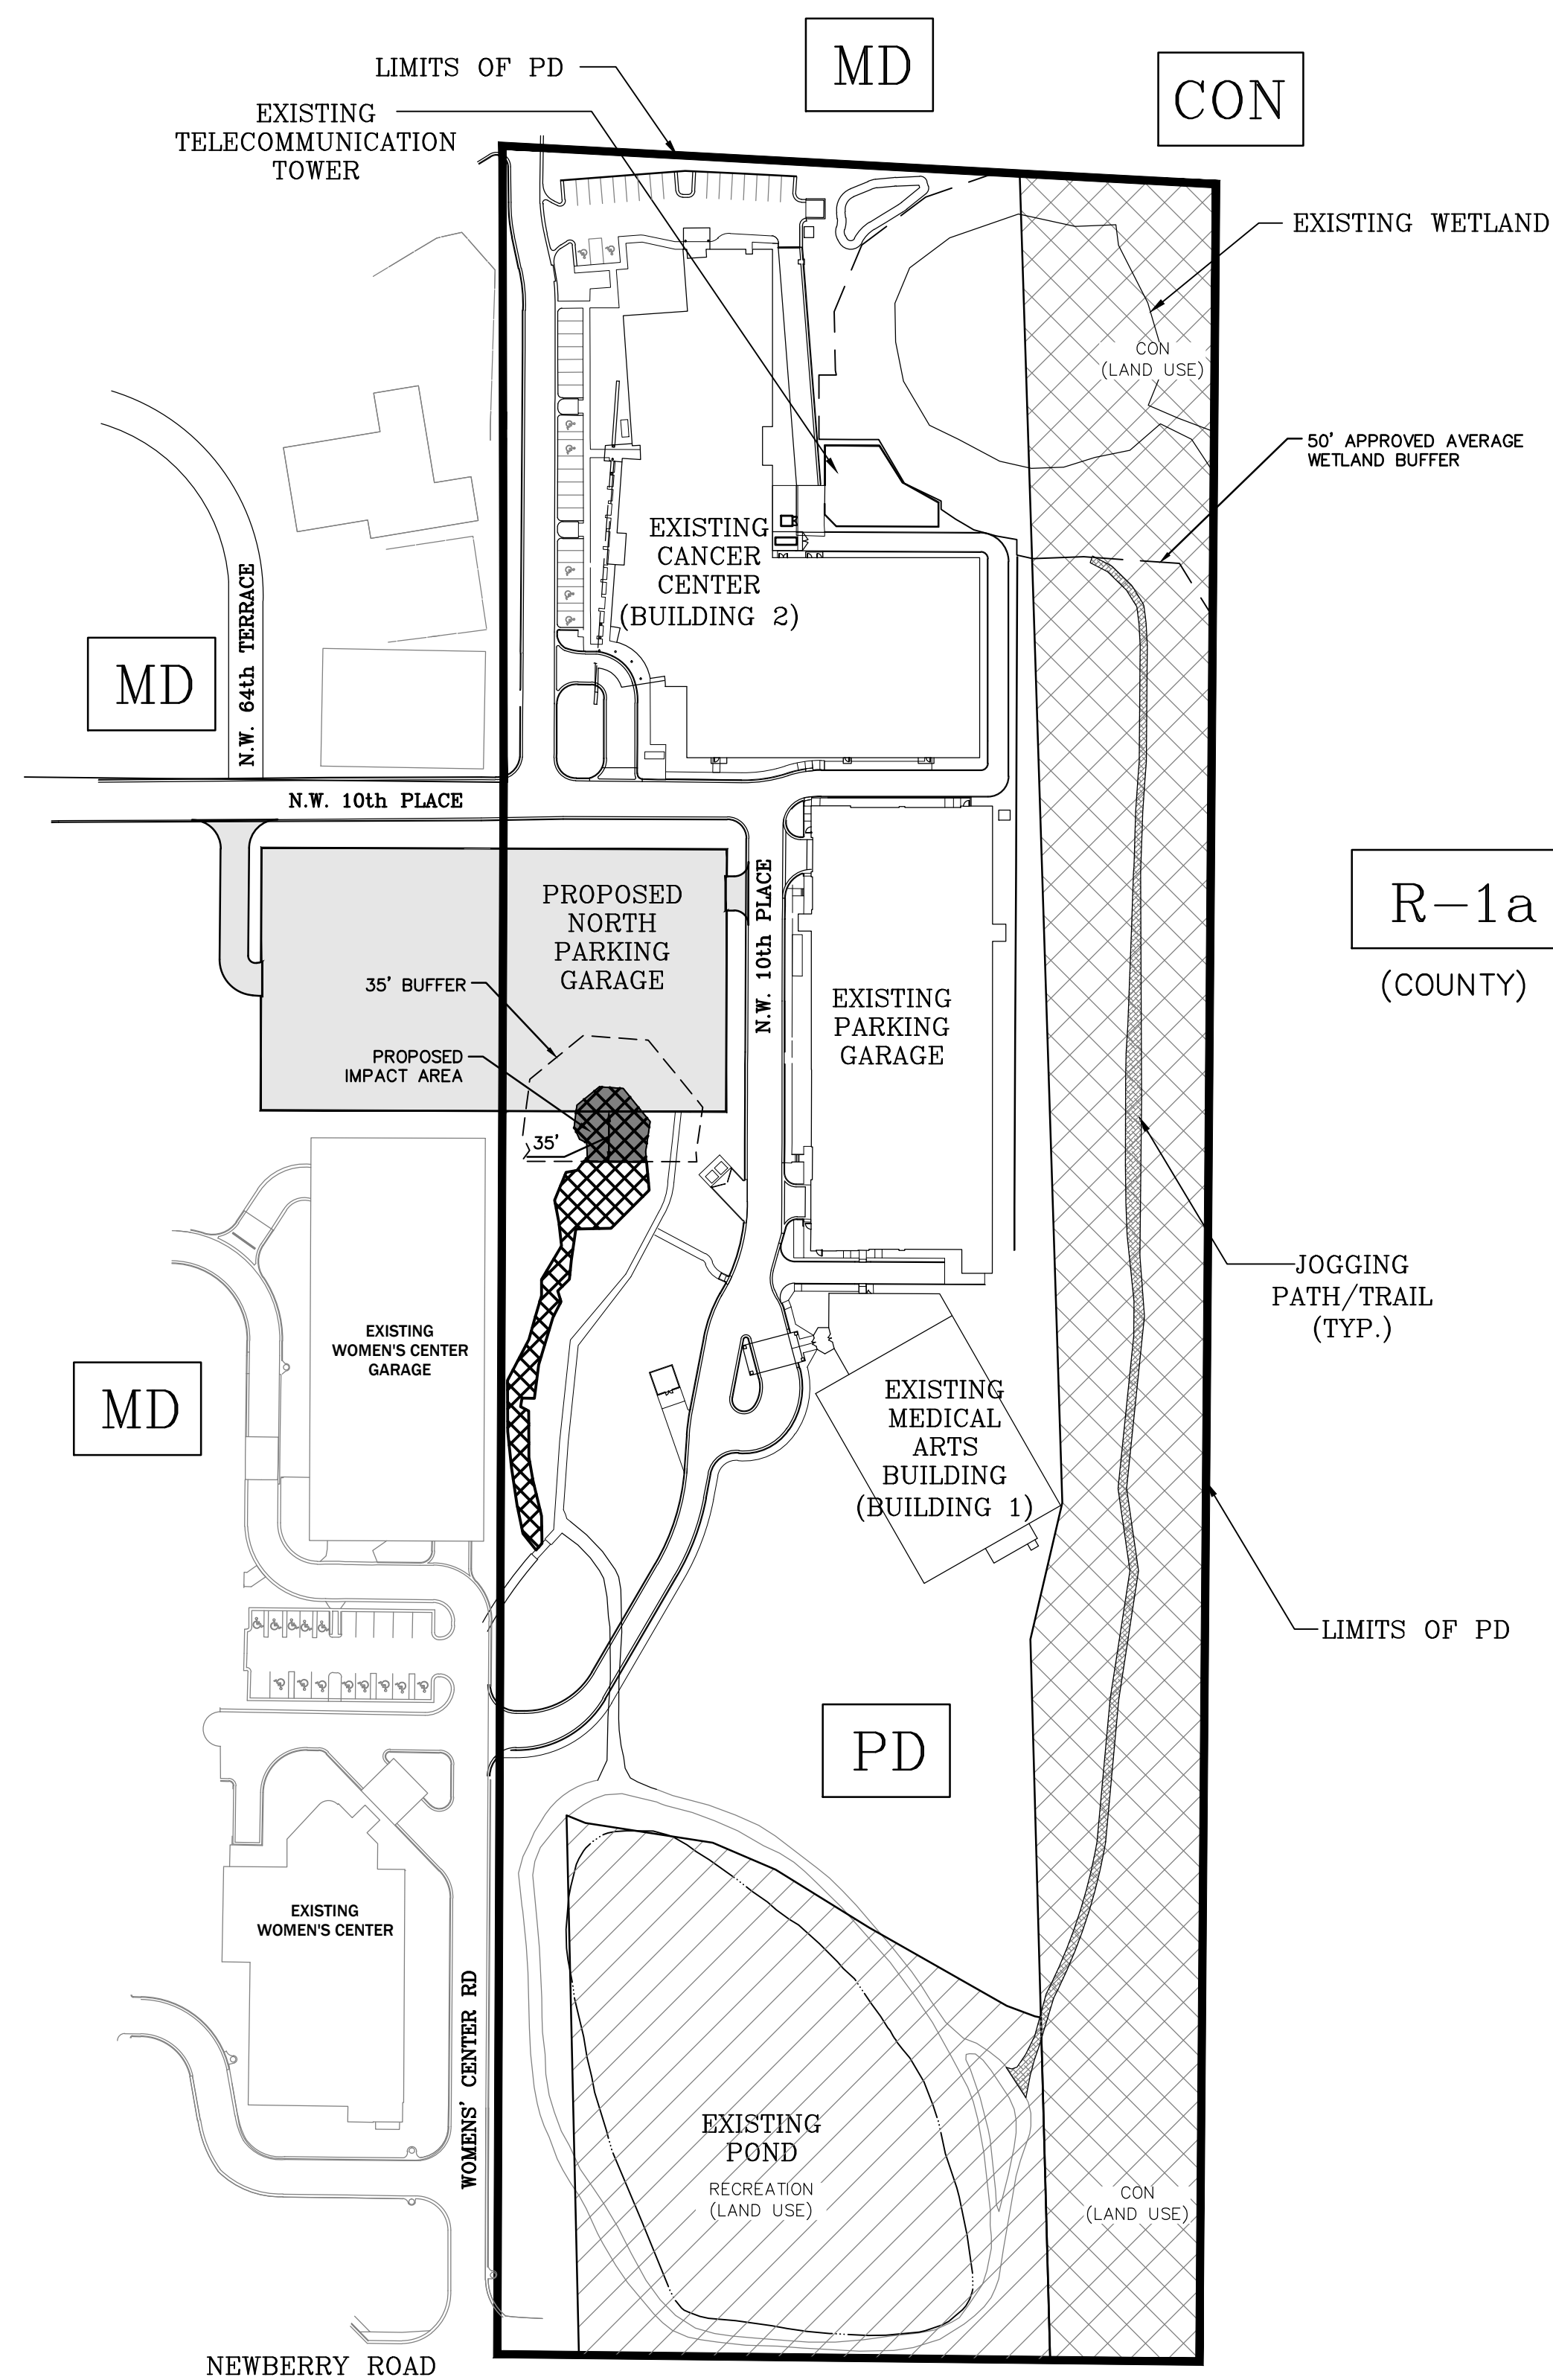 MD
LIMITS OF PD
CON
EXISTING
TELECOMMUNICATION
TOWER
EXISTING WETLAND
CON
(LAND USE)
50' APPROVED AVERAGE
WETLAND BUFFER
EXISTING
CANCER
CENTER
(BUILDING 2)
N.W. 64th TERRACE
MD
N.W. 10th PLACE
PROPOSED
NORTH
PARKING
GARAGE
N.W. 10th PLACE
R-1a
(COUNTY)
35' BUFFER
EXISTING
PARKING
GARAGE
PROPOSED
IMPACT AREA
35'
JOGGING
PATH/TRAIL
(TYP.)
EXISTING
WOMEN'S CENTER
GARAGE
MD
EXISTING
MEDICAL
ARTS
BUILDING
(BUILDING 1)
LIMITS OF PD
PD
EXISTING
WOMEN'S CENTER
WOMENS' CENTER RD
EXISTING
POND
RECREATION
(LAND USE)
CON
(LAND USE)
NEWBERRY ROAD